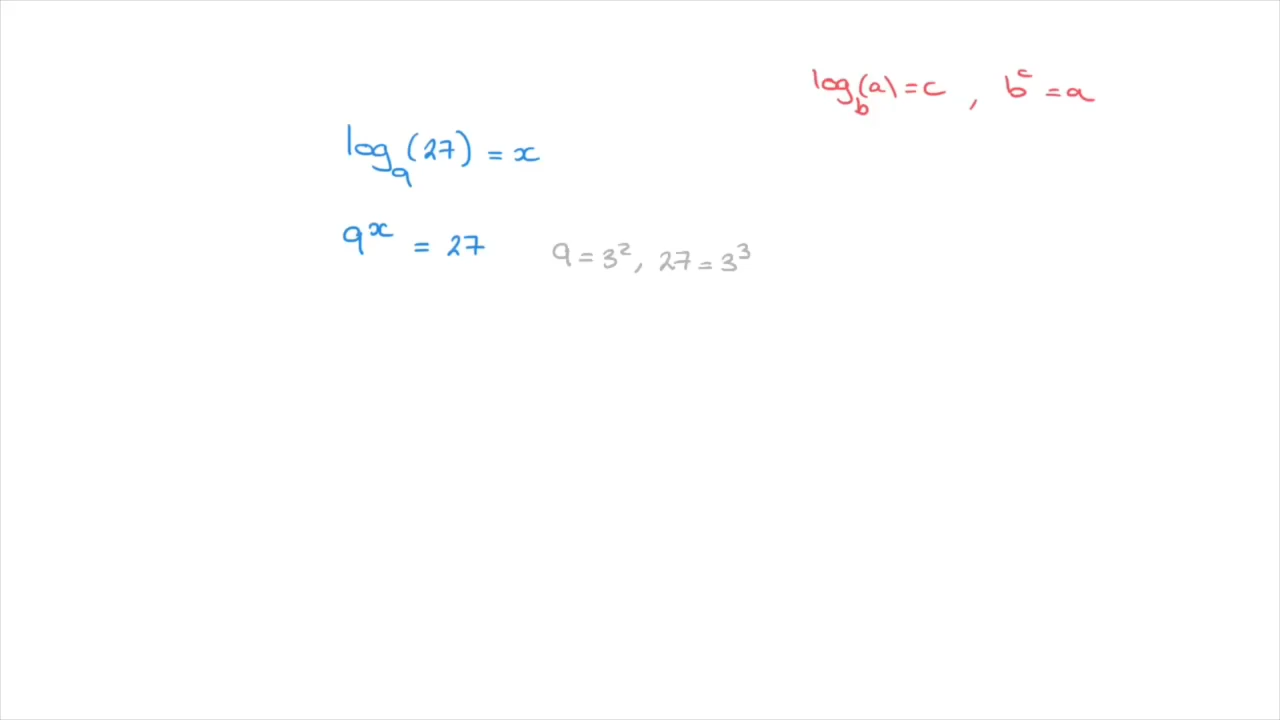 log_b(a) = c , b^c = a
log_9(27) = x
9^x = 27 9 = 3^2, 27 = 3^3